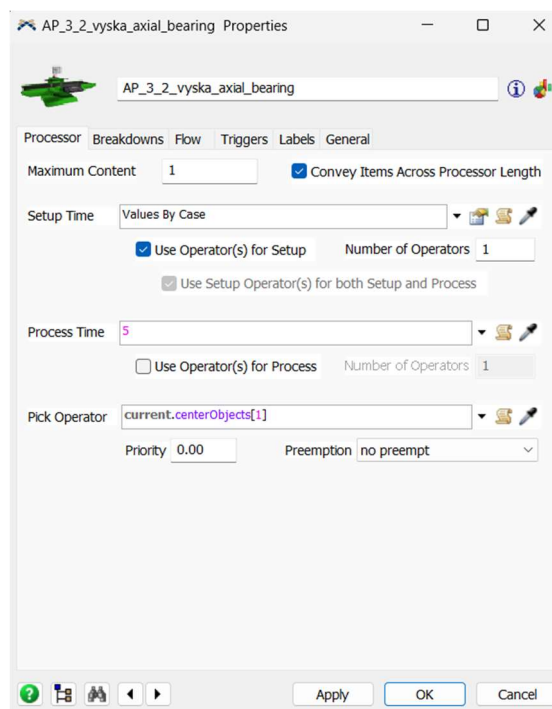 AP_3_2_vyska_axial_bearing Properties
AP_3_2_vyska_axial_bearing
Processor Breakdowns Flow Triggers Labels General
Maximum Content 1 Convey Items Across Processor Length
Setup Time Values By Case
Use Operator(s) for Setup Number of Operators 1
Use Setup Operator(s) for both Setup and Process
Process Time 5
Use Operator(s) for Process Number of Operators 1
Pick Operator current.centerObjects[1]
Priority 0.00 Preemption no preempt
Apply OK Cancel